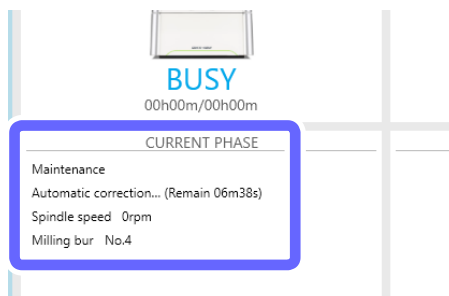 BUSY
00h00m/00h00m
CURRENT PHASE
Maintenance
Automatic correction... (Remain 06m38s)
Spindle speed 0rpm
Milling bur No.4